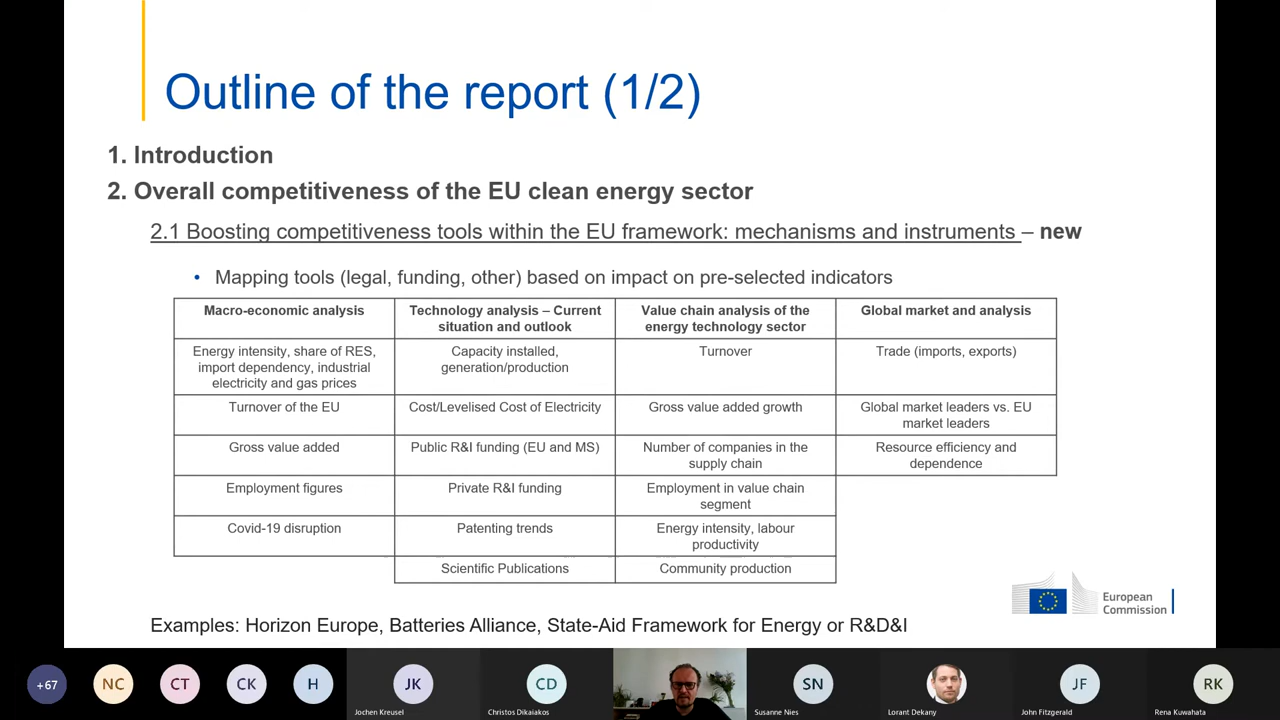 Outline of the report (1/2)
1. Introduction
2. Overall competitiveness of the EU clean energy sector
2.1 Boosting competitiveness tools within the EU framework: mechanisms and instruments – new
• Mapping tools (legal, funding, other) based on impact on pre-selected indicators
Macro-economic analysis
Technology analysis – Current
situation and outlook
Value chain analysis of the
energy technology sector
Global market and analysis
Energy intensity, share of RES,
import dependency, industrial
electricity and gas prices
Capacity installed,
generation/production
Turnover
Trade (imports, exports)
Turnover of the EU
Cost/Levelised Cost of Electricity
Gross value added growth
Global market leaders vs. EU
market leaders
Gross value added
Public R&I funding (EU and MS)
Number of companies in the
supply chain
Resource efficiency and
dependence
Employment figures
Private R&I funding
Employment in value chain
segment
Covid-19 disruption
Patenting trends
Energy intensity, labour
productivity
Scientific Publications
Community production
European
Commission
Examples: Horizon Europe, Batteries Alliance, State-Aid Framework for Energy or R&D&I
+67
NC
CT
CK
H
JK
Jochen Kreusel
CD
Christos Dikaiakos
SN
Susanne Nies
Lorant Dekany
JF
John Fitzgerald
RK
Rena Kuwahata